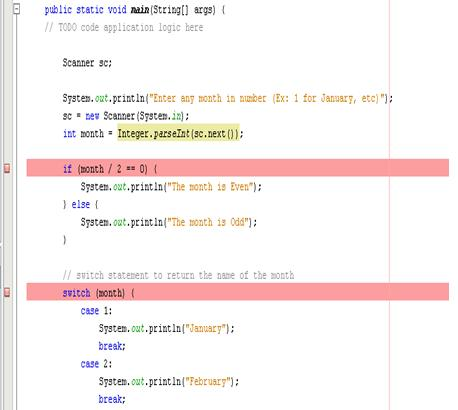 public static void main(String[] args) {
// TODO code application logic here
Scanner sc;
System.out.println("Enter any month in number (Ex: 1 for January, etc)");
sc = new Scanner(System.in);
int month = Integer.parseInt(sc.next());
if (month / 2 == 0) {
System.out.println("The month is Even");
} else {
System.out.println("The month is Odd");
}
// switch statement to return the name of the month
switch (month) {
case 1:
System.out.println("January");
break;
case 2:
System.out.println("February");
break;